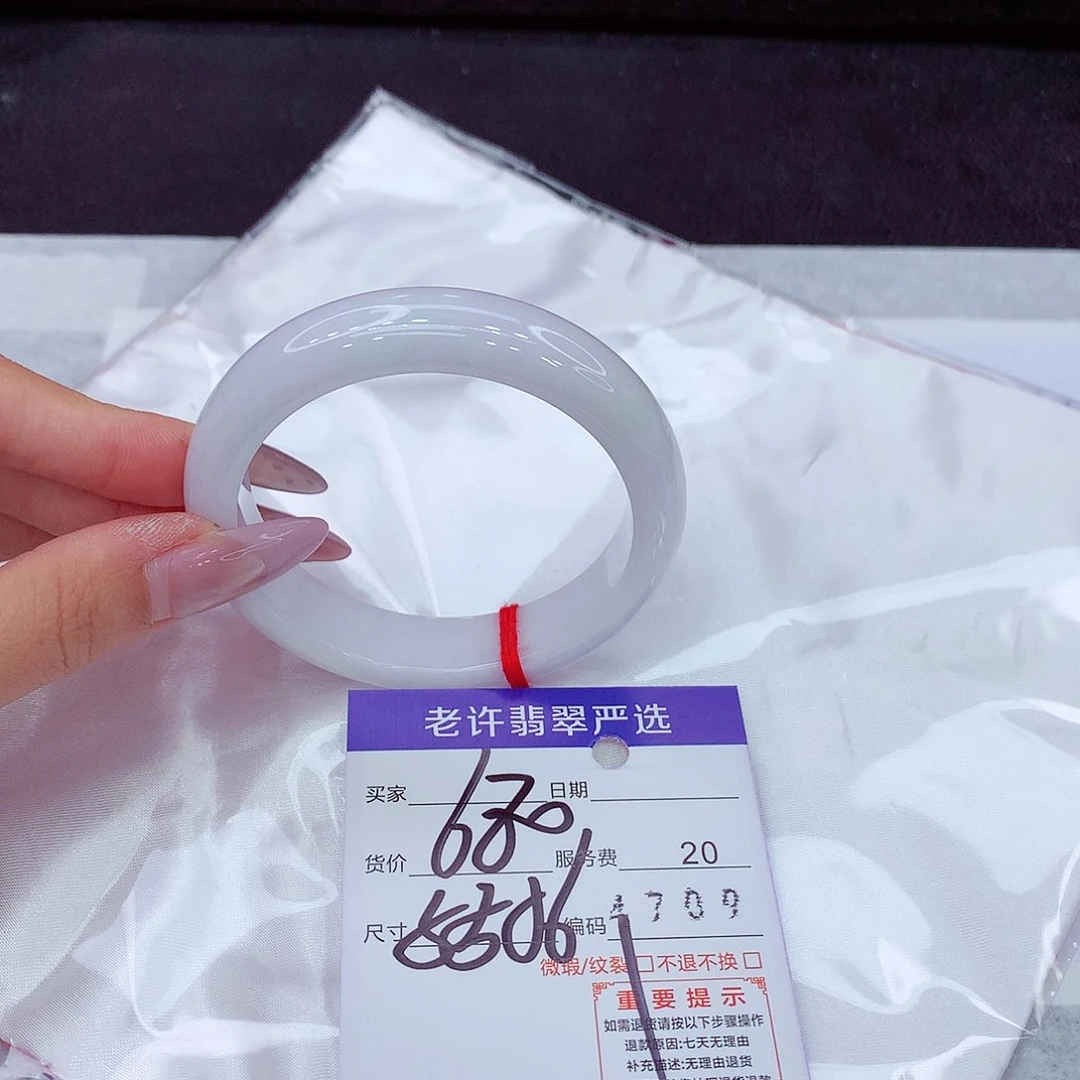 老许翡翠严选
买家 日期
货价 680 服务费 20
尺寸 编码 1709
微瑕/纹裂□不退不换□
重要提示
如需退货请按以下步骤操作
退款原因:七天无理由
补充描述:无理由退货